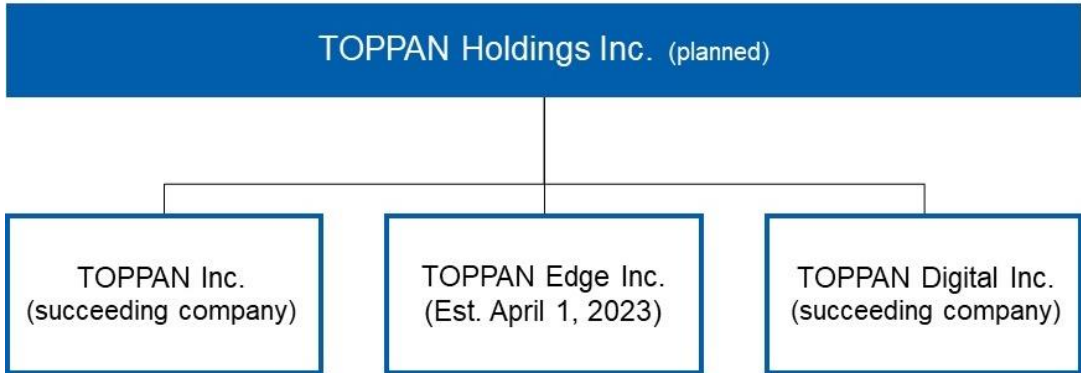 TOPPAN Holdings Inc. (planned)
TOPPAN Inc.
(succeeding company)
TOPPAN Edge Inc.
(Est. April 1, 2023)
TOPPAN Digital Inc.
(succeeding company)